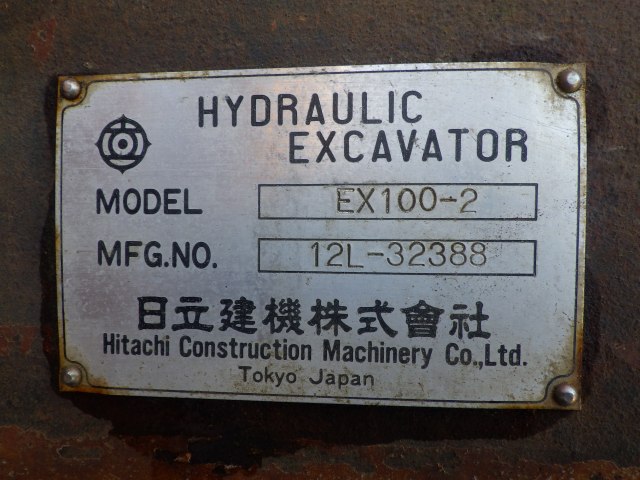 HYDRAULIC
EXCAVATOR
MODEL EX100-2
MFG.NO. 12L-32388
日立建機株式會社
Hitachi Construction Machinery Co.,Ltd.
Tokyo Japan